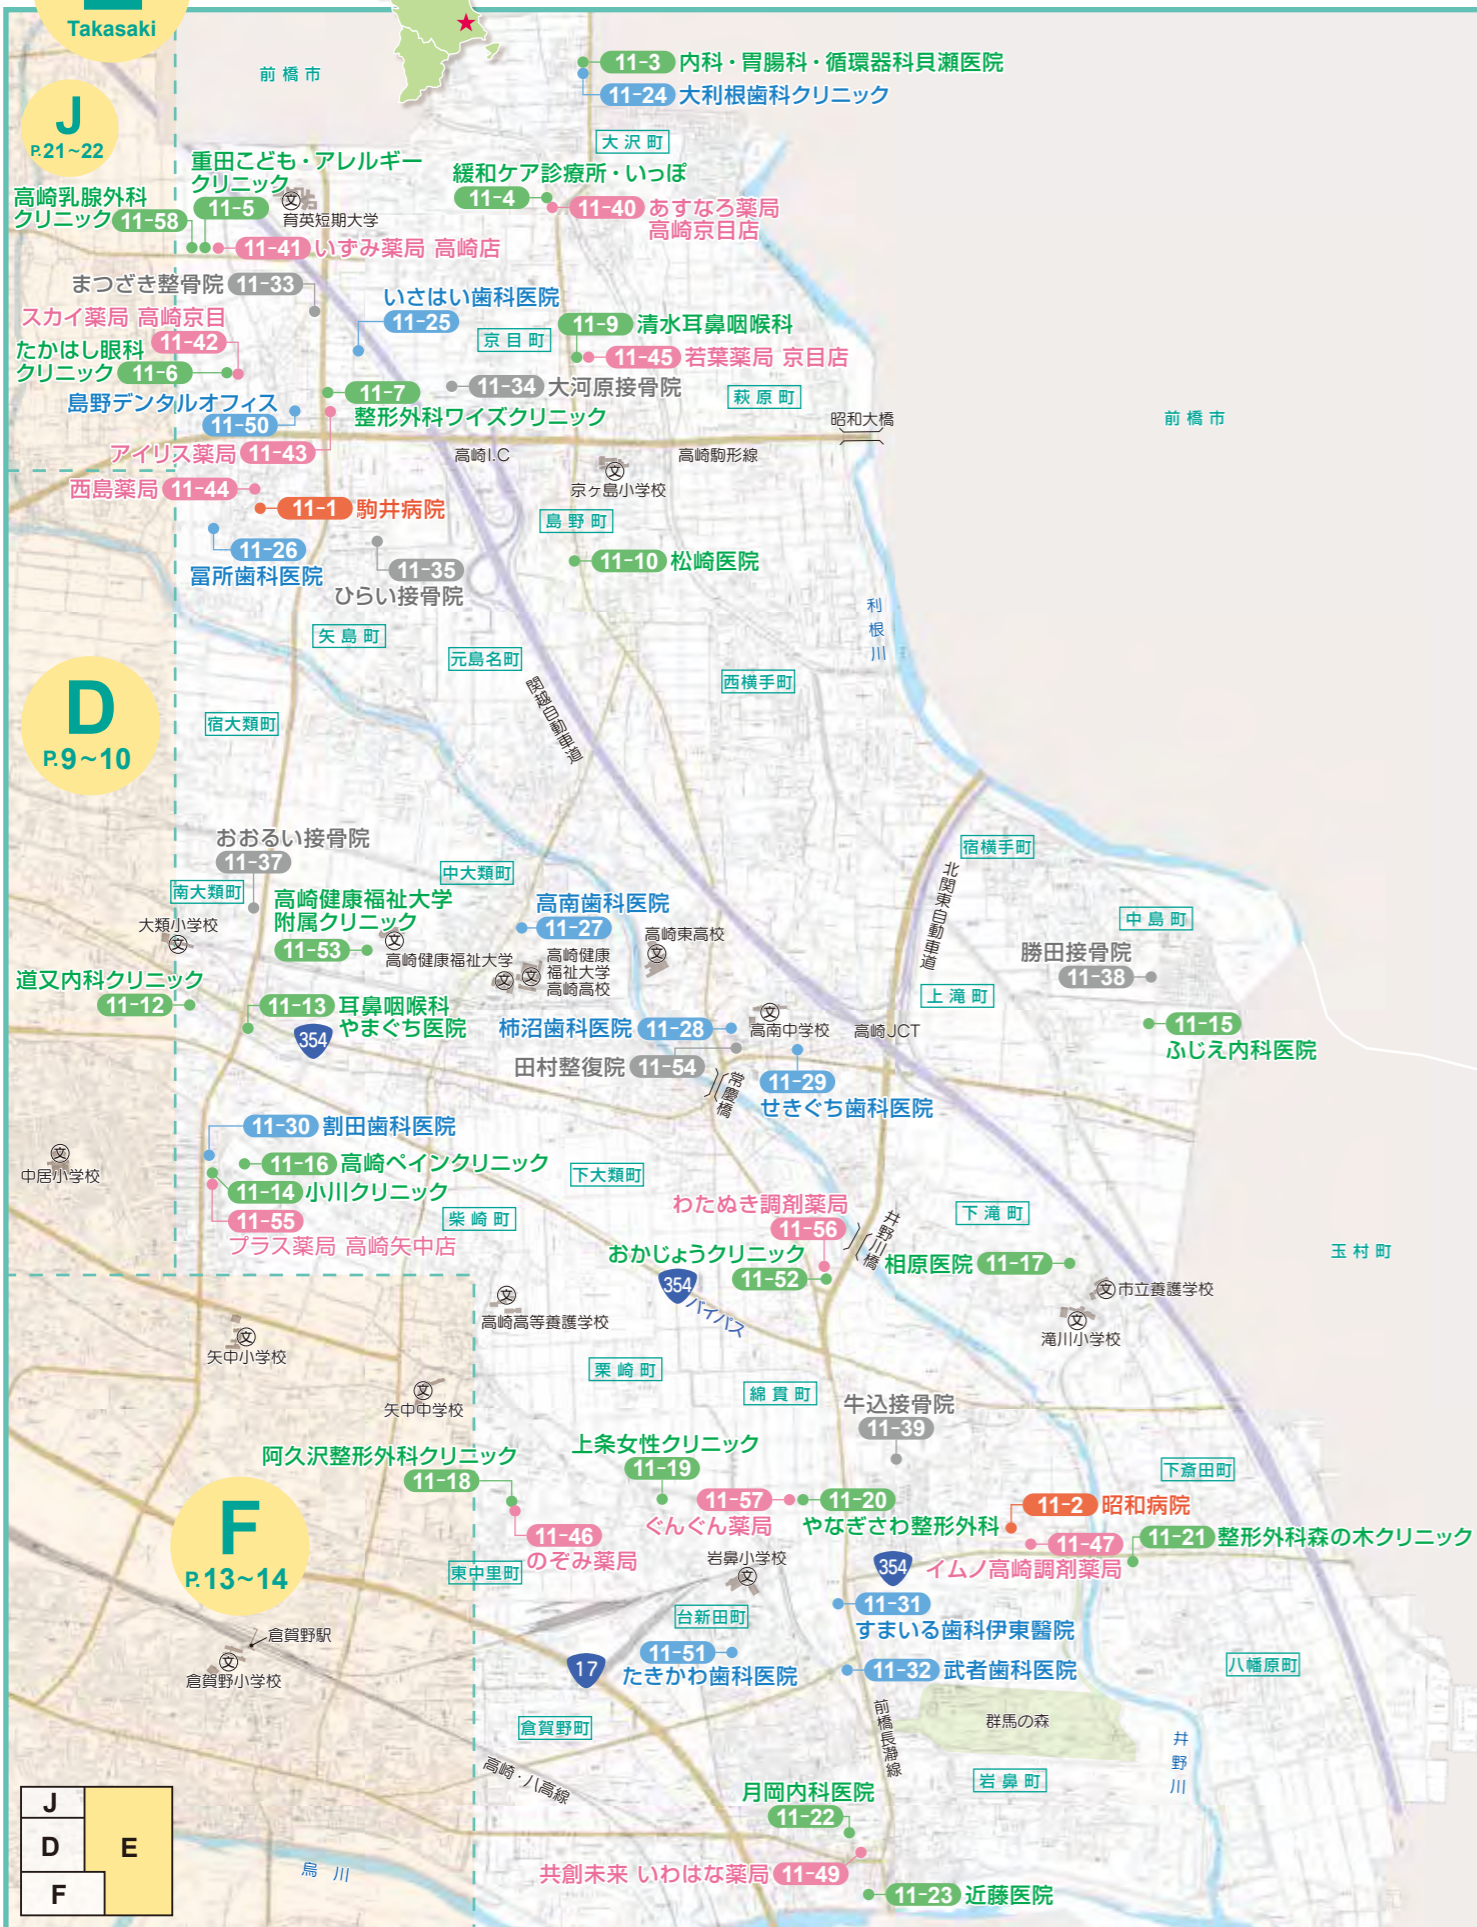 Takasaki
前橋市
J
P.21~22
11-3 内科・胃腸科・循環器科貝瀬医院
11-24 大利根歯科クリニック
大沢町
重田こども・アレルギー
クリニック
11-5
高崎乳腺外科
クリニック 11-58
文
育英短期大学
緩和ケア診療所・いっぽ
11-4
11-40 あすなろ薬局
高崎京目店
11-41 いずみ薬局 高崎店
まつざき整骨院 11-33
スカイ薬局 高崎京目
11-42
いさはい歯科医院
11-25
京目町
11-9 清水耳鼻咽喉科
11-45 若葉薬局 京目店
たかはし眼科
クリニック 11-6
11-7
整形外科ワイズクリニック
11-34 大河原接骨院
萩原町
島野デンタルオフィス
11-50
昭和大橋
前橋市
アイリス薬局 11-43
高崎I.C
高崎駒形線
文
京ヶ島小学校
西島薬局 11-44
11-1 駒井病院
島野町
11-26
冨所歯科医院
11-35
ひらい接骨院
11-10 松崎医院
利根川
矢島町
元島名町
西横手町
D
P.9~10
宿大類町
関越自動車道
おおるい接骨院
11-37
宿横手町
中大類町
南大類町
高崎健康福祉大学
附属クリニック
11-53
大類小学校
文
文
高崎健康福祉大学
文
高南歯科医院
11-27
文
高崎健康
福祉大学
高崎高校
高崎東高校
文
北関東自動車道
中島町
勝田接骨院
11-38
上滝町
道又内科クリニック
11-12
11-13 耳鼻咽喉科
やまぐち医院
354
柿沼歯科医院 11-28
文
高南中学校
高崎JCT
11-15
ふじえ内科医院
田村整復院 11-54
常慶橋
11-29
せきぐち歯科医院
11-30 割田歯科医院
文
中居小学校
11-16 高崎ペインクリニック
11-14 小川クリニック
11-55
プラス薬局 高崎矢中店
下大類町
柴崎町
わたぬき調剤薬局
11-56
下滝町
井野川橋
おかじょうクリニック
11-52
相原医院 11-17
玉村町
354
バイパス
文
市立養護学校
文
滝川小学校
文
高崎高等養護学校
文
矢中小学校
栗崎町
綿貫町
文
矢中中学校
牛込接骨院
11-39
阿久沢整形外科クリニック
11-18
上条女性クリニック
11-19
下斎田町
11-57
ぐんぐん薬局
11-20
やなぎさわ整形外科
11-2 昭和病院
F
P.13~14
11-46
のぞみ薬局
11-47
イムノ高崎調剤薬局
11-21 整形外科森の木クリニック
東中里町
岩鼻小学校
文
354
11-31
すまいる歯科伊東醫院
台新田町
倉賀野駅
文
倉賀野小学校
17
11-51
たきかわ歯科医院
11-32 武者歯科医院
八幡原町
倉賀野町
前橋長瀞線
群馬の森
井野川
高崎・八高線
岩鼻町
月岡内科医院
11-22
J
D
E
F
烏川
共創未来 いわはな薬局 11-49
11-23 近藤医院